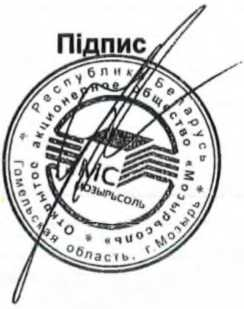 Підпис
* Республика Беларусь *
Гомельская область, г.Мозырь
Открытое акционерное общество «Мозырьсоль» *
МС
МОЗЫРЬСОЛЬ